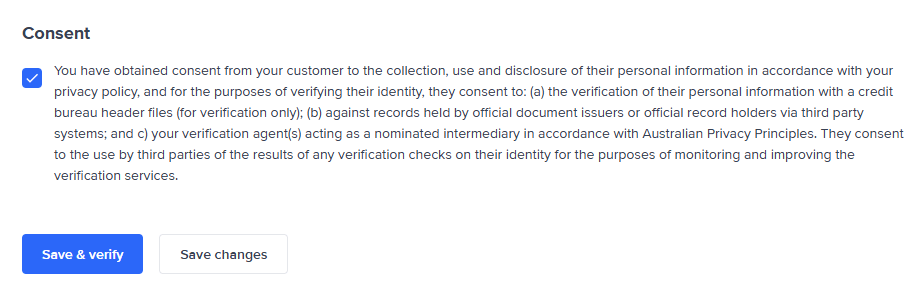 Consent
You have obtained consent from your customer to the collection, use and disclosure of their personal information in accordance with your
privacy policy, and for the purposes of verifying their identity, they consent to: (a) the verification of their personal information with a credit
bureau header files (for verification only); (b) against records held by official document issuers or official record holders via third party
systems; and c) your verification agent(s) acting as a nominated intermediary in accordance with Australian Privacy Principles. They consent
to the use by third parties of the results of any verification checks on their identity for the purposes of monitoring and improving the
verification services.
Save & verify
Save changes